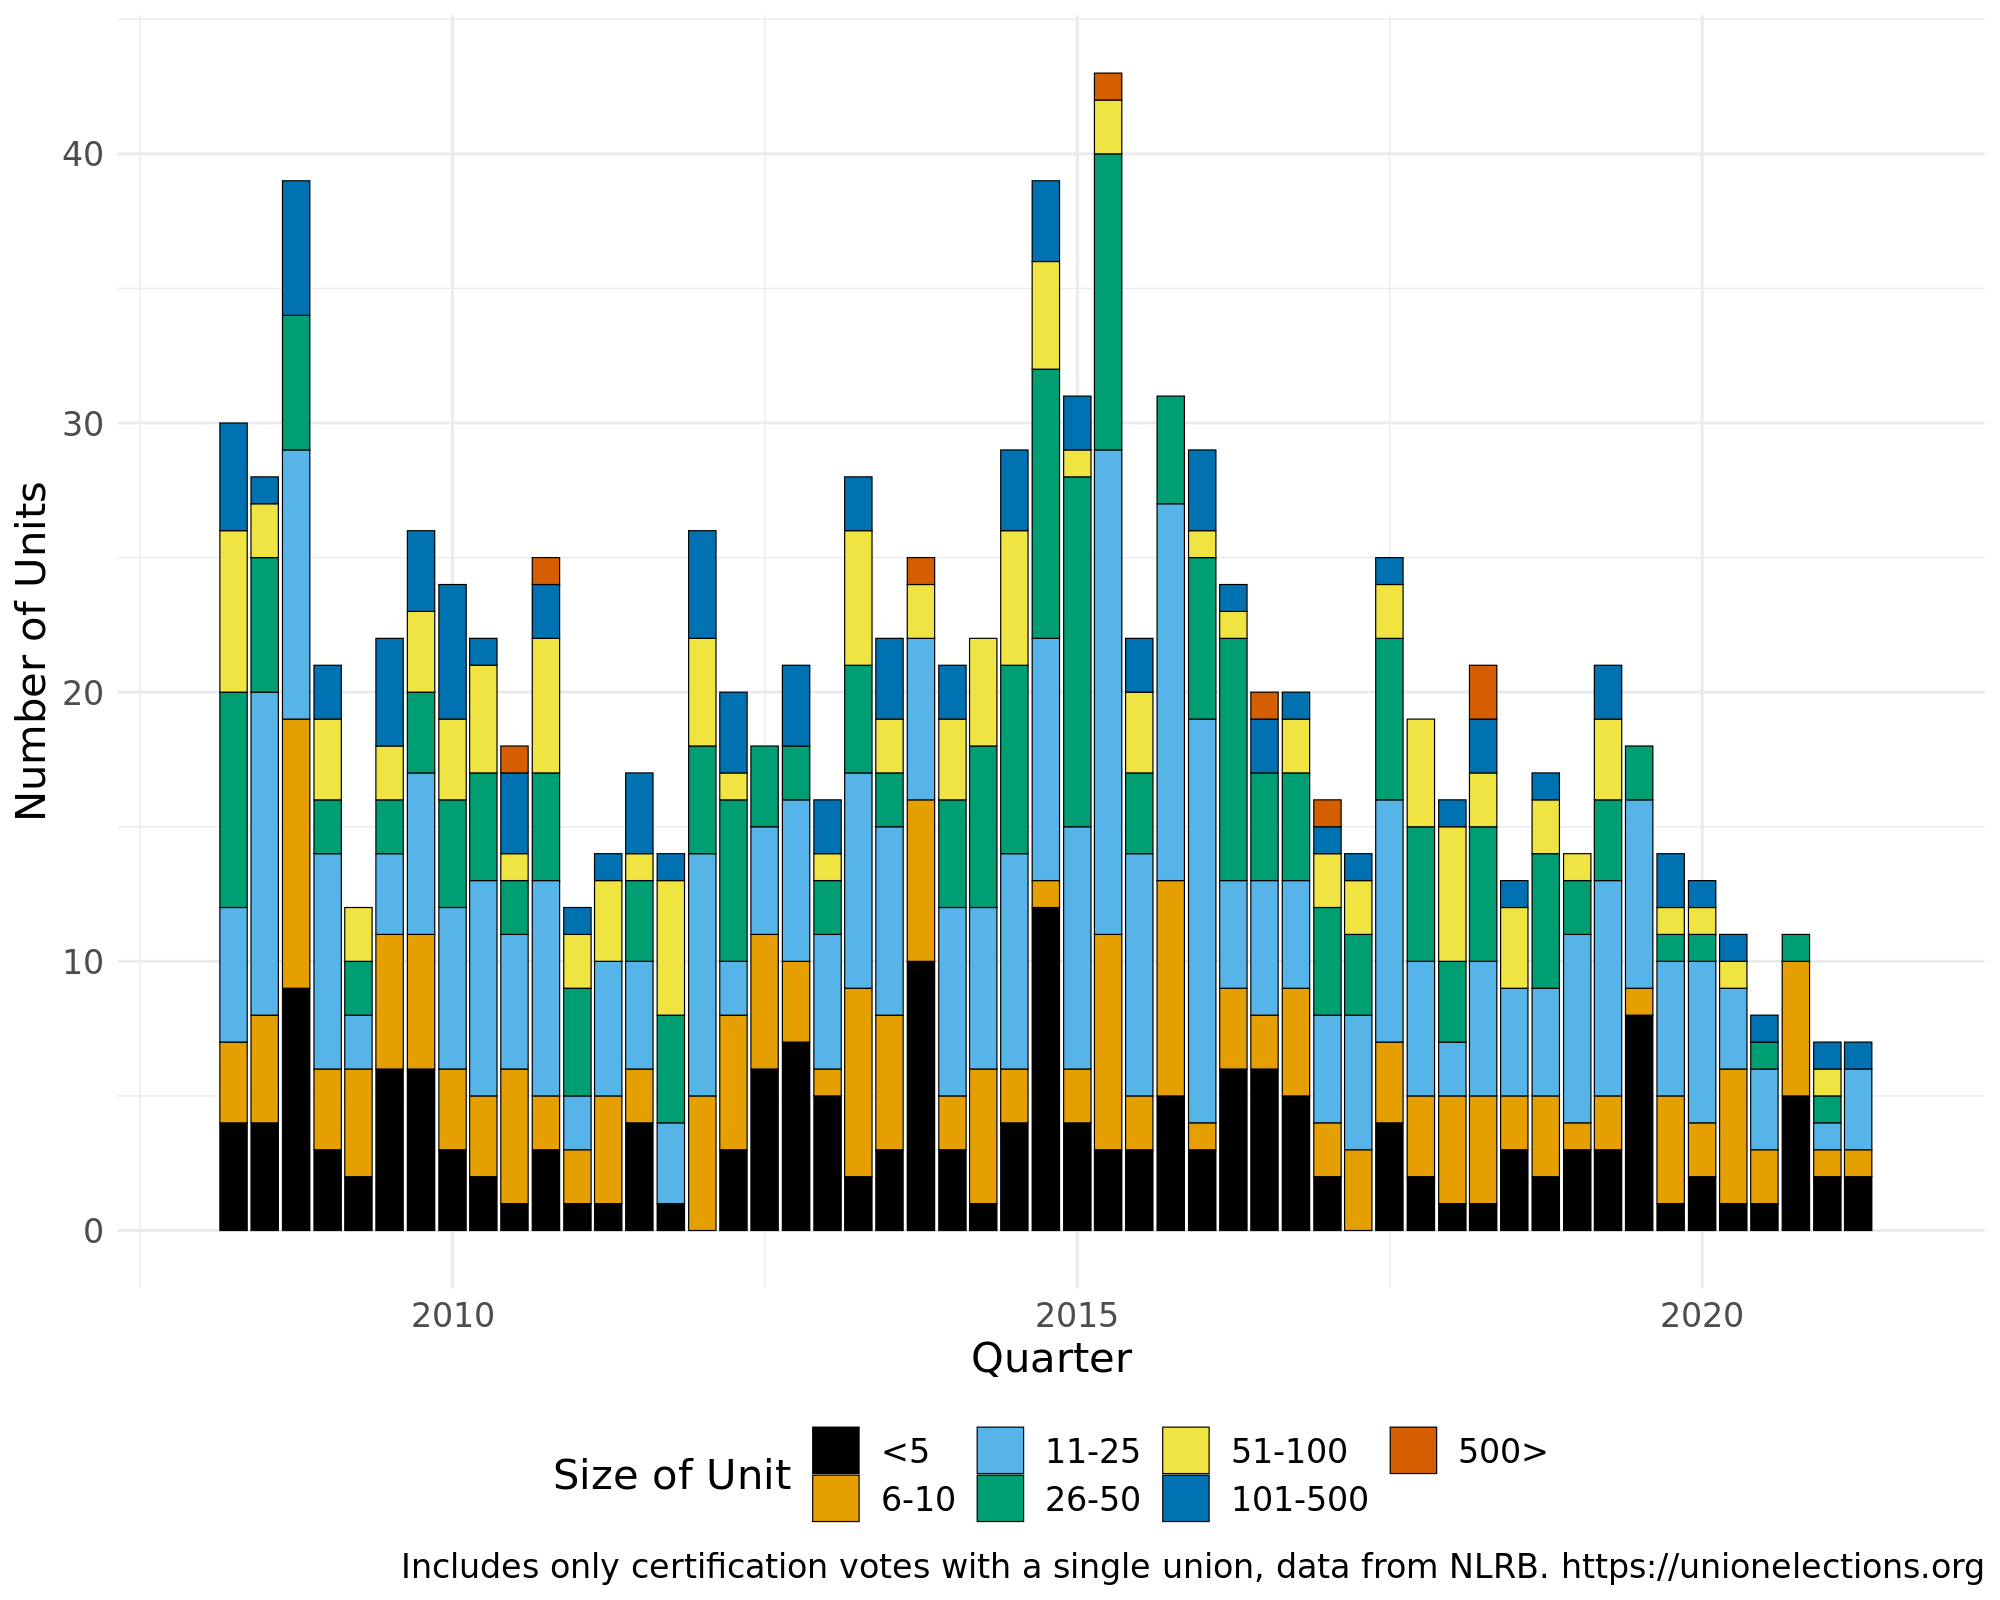 40
30
20
10
0
Number of Units
2010 2015 2020
Quarter
Size of Unit
<5 11-25 51-100 500>
6-10 26-50 101-500
Includes only certification votes with a single union, data from NLRB. https://unionelections.org